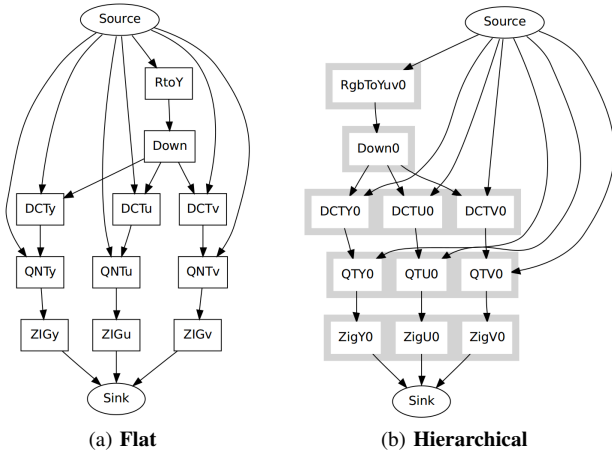 Source
RtoY
Down
DCTy DCTu DCTv
QNTy QNTu QNTv
ZIGy ZIGu ZIGv
Sink
(a) Flat
Source
RgbToYuv0
Down0
DCTY0 DCTU0 DCTV0
QTY0 QTU0 QTV0
ZigY0 ZigU0 ZigV0
Sink
(b) Hierarchical